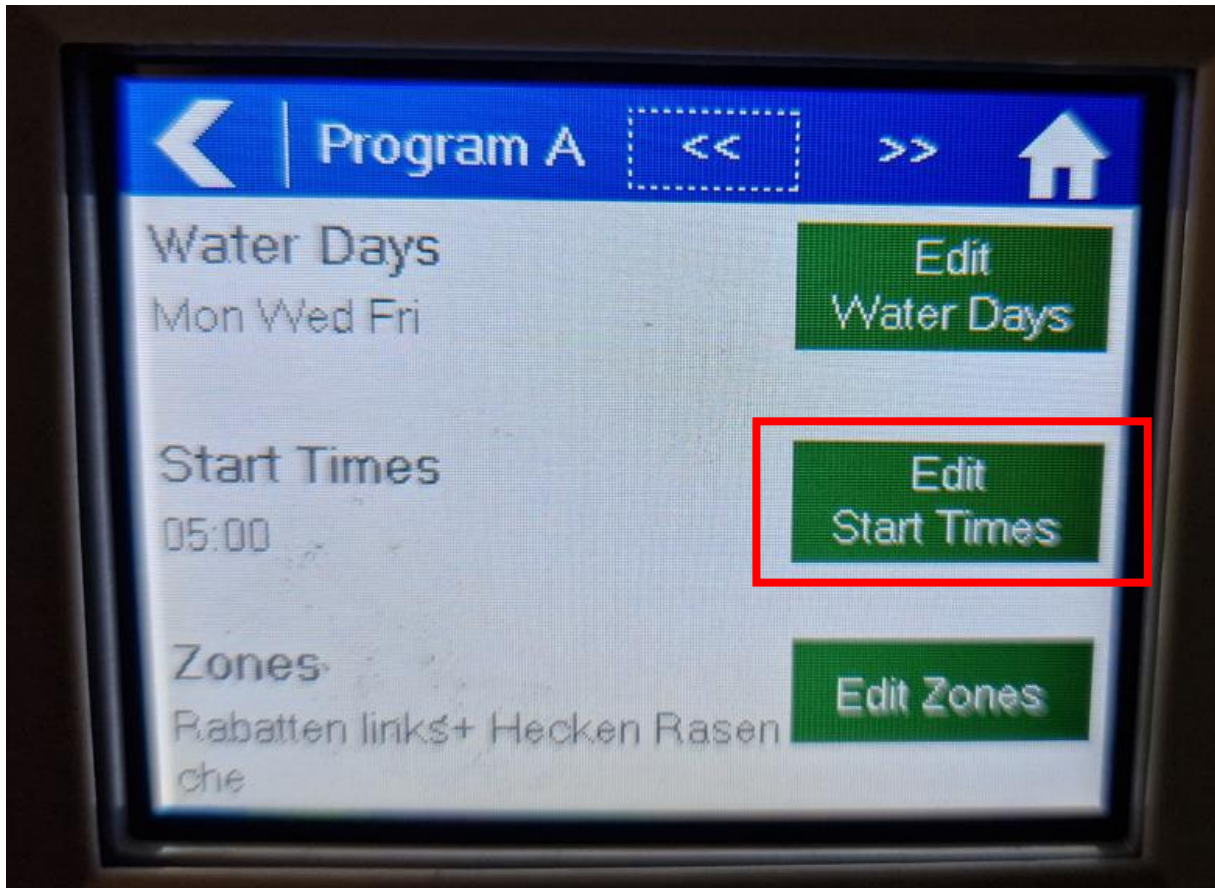 Program A << >>
Water Days
Mon Wed Fri
Edit
Water Days
Start Times
05:00
Edit
Start Times
Zones
Rabatten links+ Hecken Rasen
che
Edit Zones